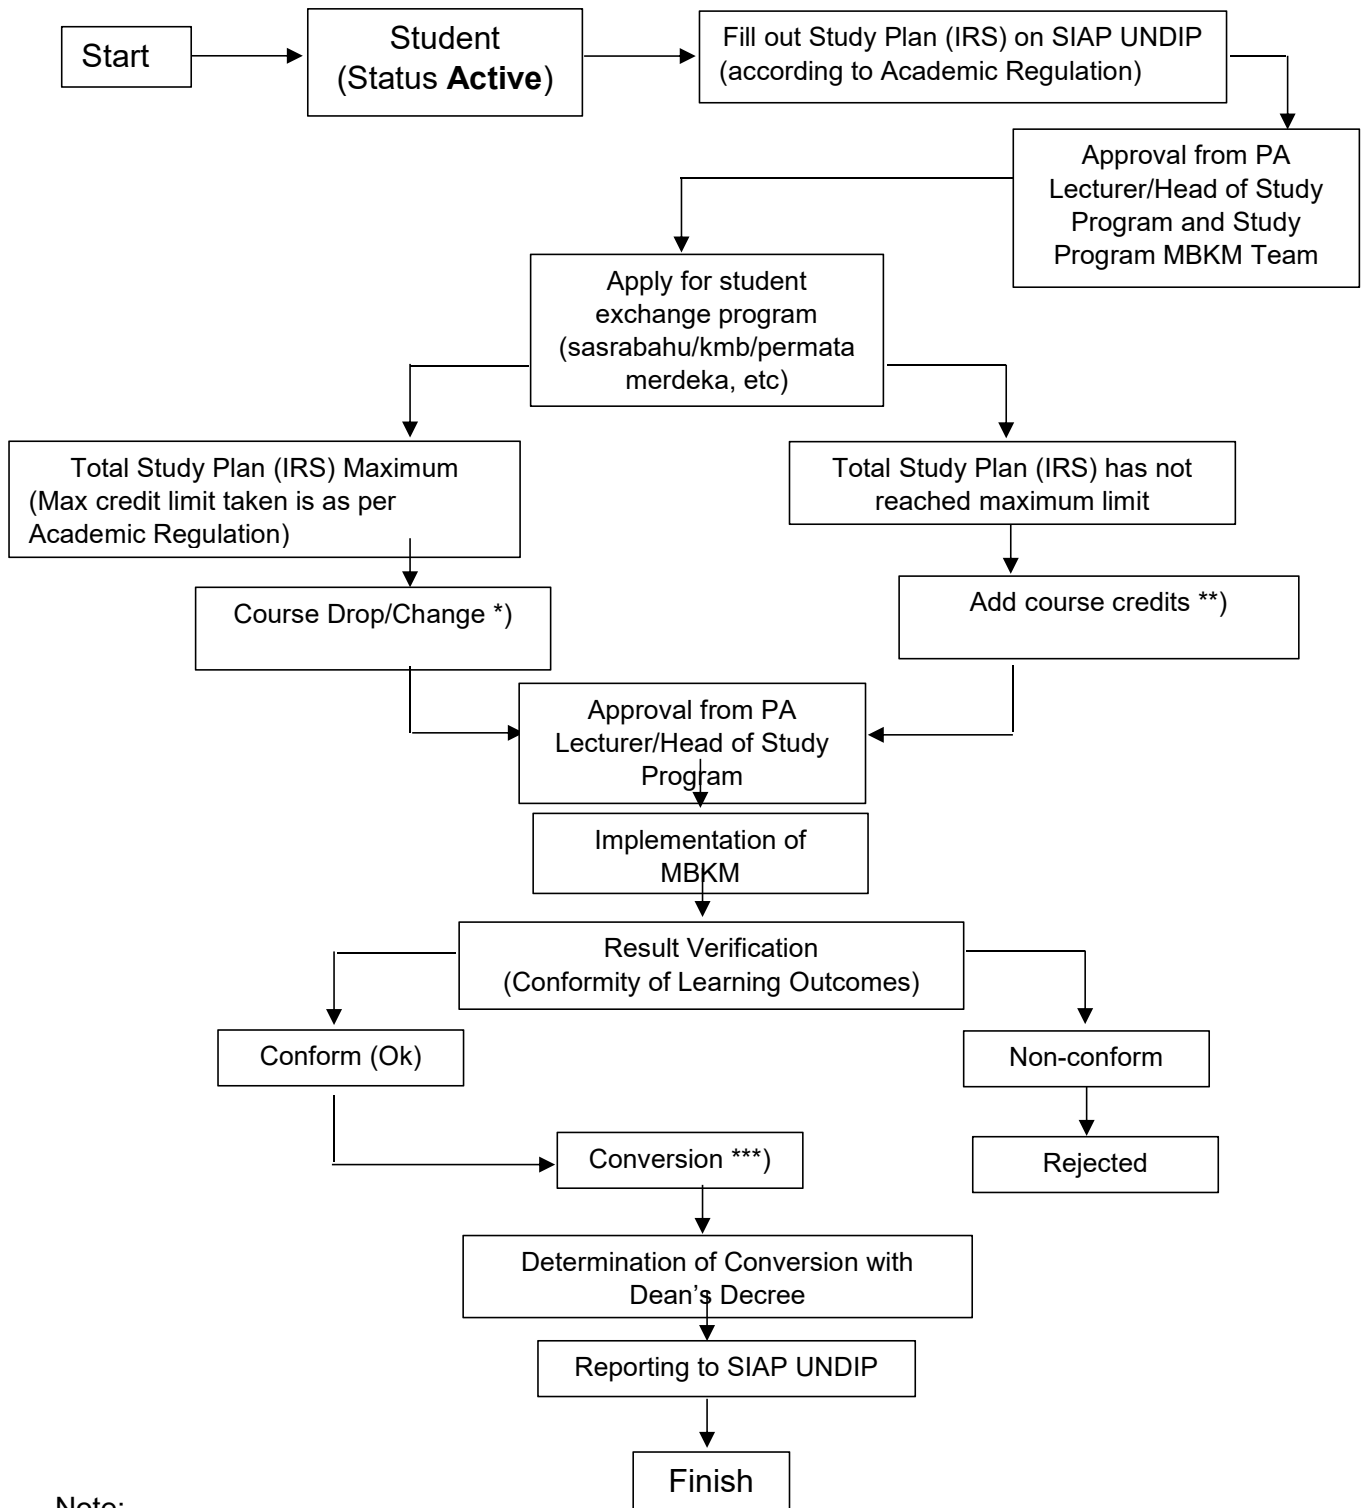 Start
Student
(Status Active)
Fill out Study Plan (IRS) on SIAP UNDIP
(according to Academic Regulation)
Approval from PA
Lecturer/Head of Study
Program and Study
Program MBKM Team
Apply for student
exchange program
(sasrabahu/kmb/permata
merdeka, etc)
Total Study Plan (IRS) Maximum
(Max credit limit taken is as per
Academic Regulation)
Total Study Plan (IRS) has not
reached maximum limit
Course Drop/Change *)
Add course credits **)
Approval from PA
Lecturer/Head of Study
Program
Implementation of
MBKM
Result Verification
(Conformity of Learning Outcomes)
Conform (Ok)
Non-conform
Conversion ***)
Rejected
Determination of Conversion with
Dean's Decree
Reporting to SIAP UNDIP
Finish
Note: